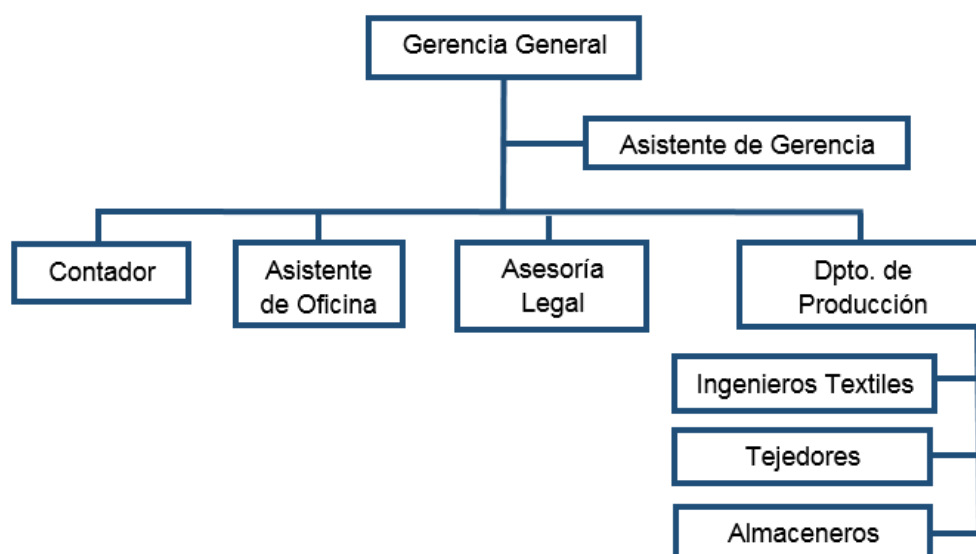 Gerencia General
Asistente de Gerencia
Contador
Asistente
de Oficina
Asesoría
Legal
Dpto. de
Producción
Ingenieros Textiles
Tejedores
Almaceneros